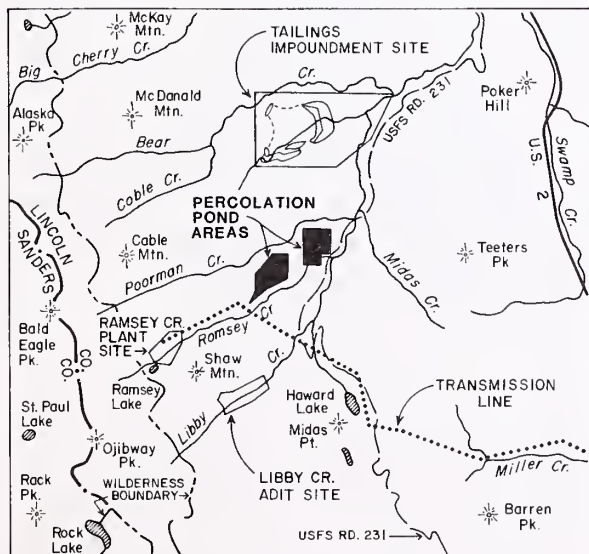 McKay
Mtn.
Big Cherry Cr.
TAILINGS
IMPOUNDMENT SITE
Cr.
USFS RD. 231
Poker
Hill
McDonald
Mtn.
Alaska
Pk
Bear
U.S.
2
Swamp
Cr.
Cable Cr.
PERCOLATION
POND
AREAS
LINCOLN
SANDERS
CO.
CO.
Cable
Mtn.
Poorman Cr.
Midas
Cr.
Teeters
Pk
RAMSEY CR.
PLANT
SITE
Ramsey
Cr
Bald
Eagle
Pk.
Shaw
Mtn.
Cr.
Ramsey
Lake
Libby
Haward
Lake
TRANSMISSION
LINE
St. Paul
Lake
Midas
Pt.
Ojibway
Pk.
LIBBY CR.
ADIT SITE
Miller Cr.
WILDERNESS
BOUNDARY
Rack
Pk.
Barren
Pk.
Rock
Lake
USFS RD. 231